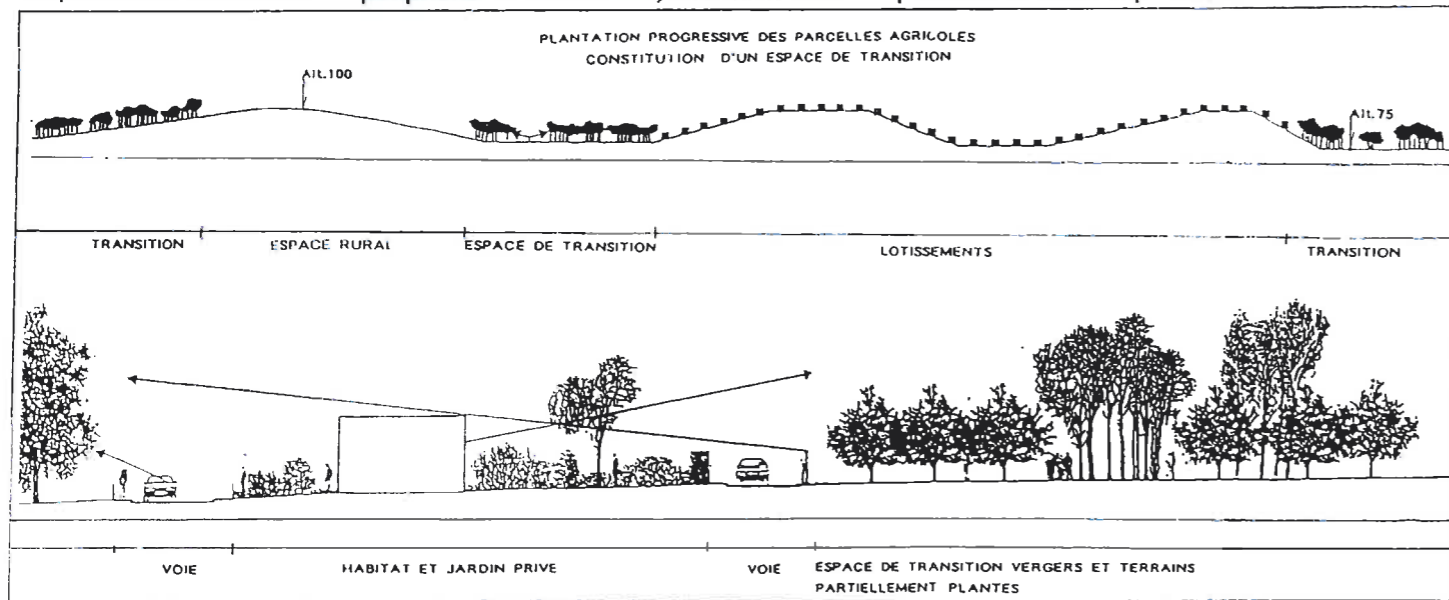 PLANTATION PROGRESSIVE DES PARCELLES AGRICOLES
CONSTITUTION D'UN ESPACE DE TRANSITION
Alt.100
Alt.75
TRANSITION
ESPACE RURAL
ESPACE DE TRANSITION
LOTISSEMENTS
TRANSITION
VOIE
HABITAT ET JARDIN PRIVE
VOIE
ESPACE DE TRANSITION VERGERS ET TERRAINS
PARTIELLEMENT PLANTES